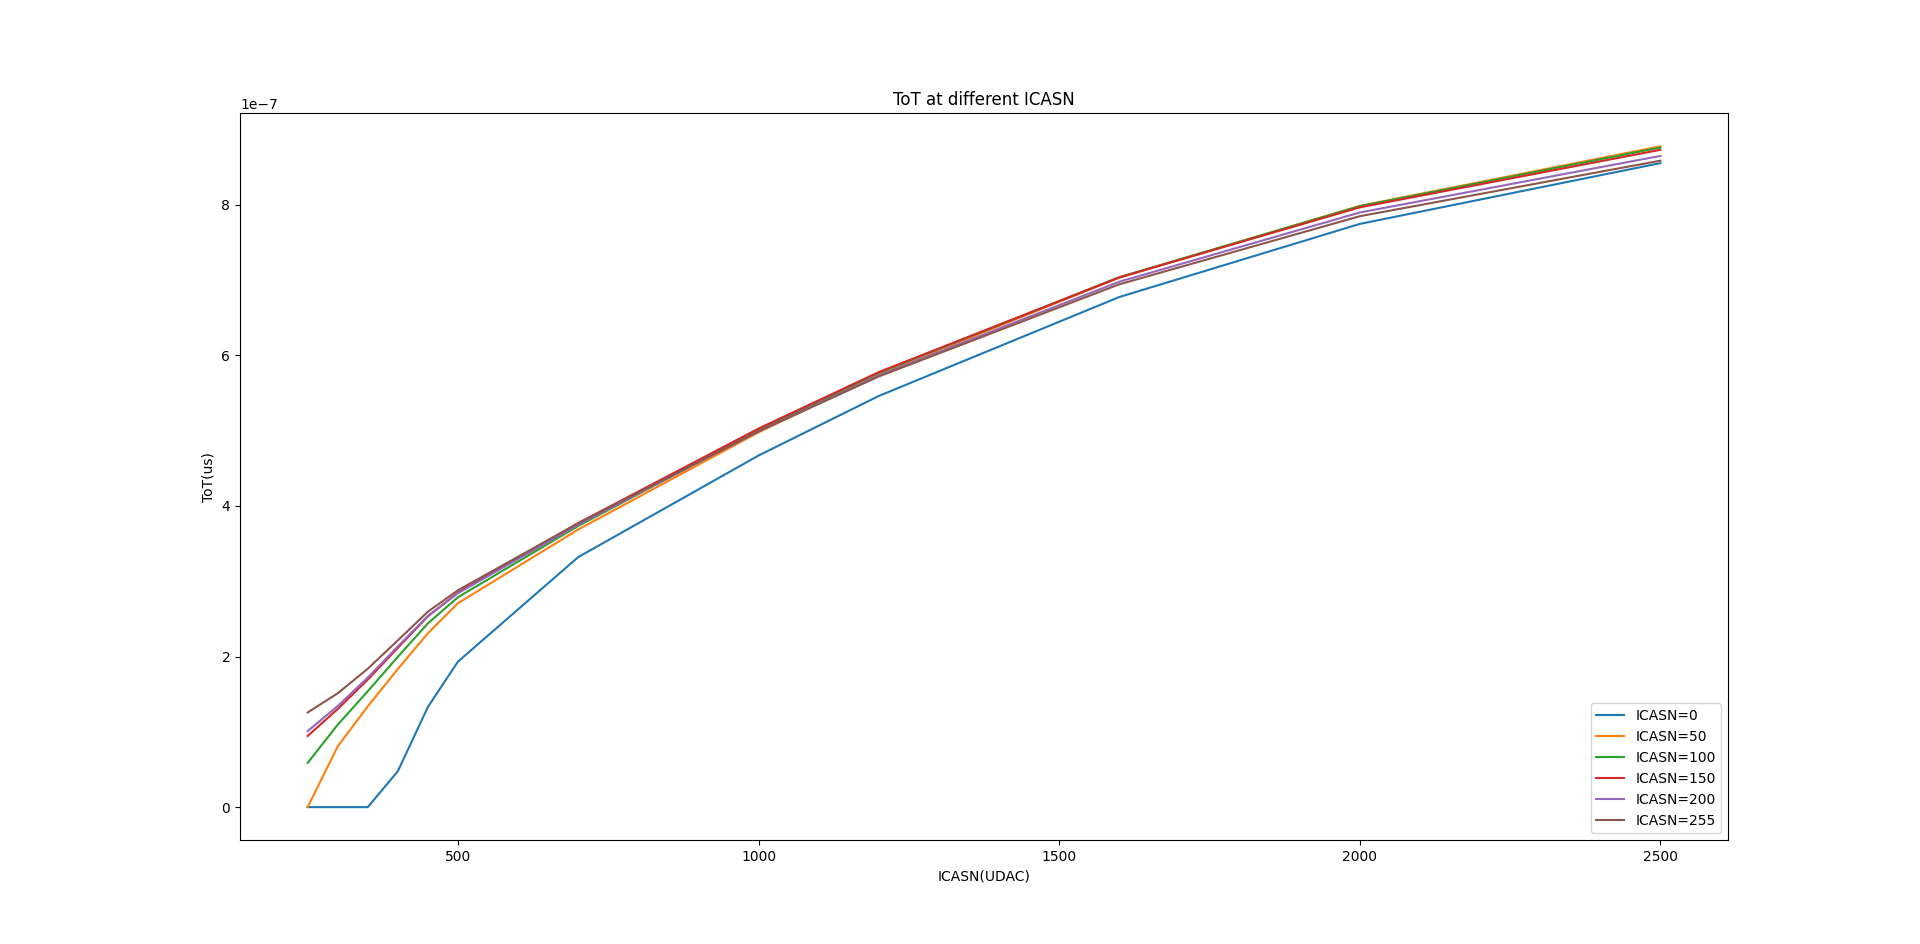 ToT at different ICASN
1e−7
ToT(us)
8
6
4
2
0
500 1000 1500 2000 2500
ICASN(UDAC)
ICASN=0
ICASN=50
ICASN=100
ICASN=150
ICASN=200
ICASN=255